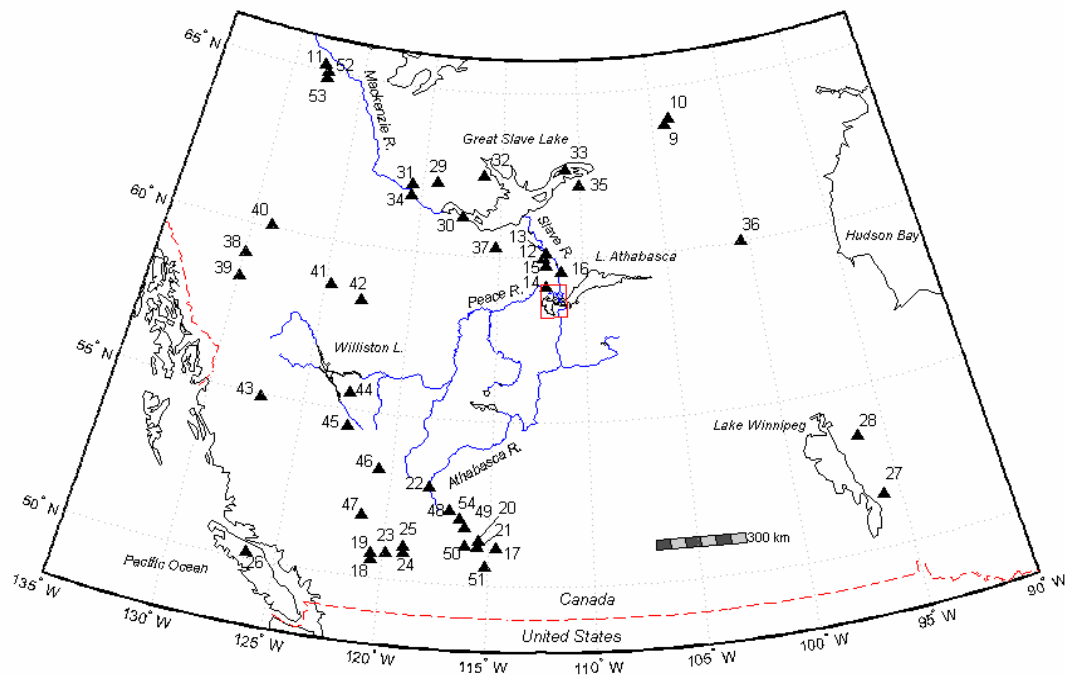 65° N
11
52
53
Mackenzie R.
10
9
Great Slave Lake
33
32
31
29
35
34
30
60° N
40
Slave R.
36
38
37
13
12
Hudson Bay
39
15
16
L. Athabasca
41
42
14
Peace R.
55° N
Williston L.
43
44
45
Lake Winnipeg
28
46
Athabasca R.
27
22
50° N
47
48
54
49
20
25
23
21
19
18
24
50
17
51
300 km
26
Pacific Ocean
135° W
Canada
90° W
130° W
United States
95° W
125° W
100° W
120° W
105° W
115° W
110° W